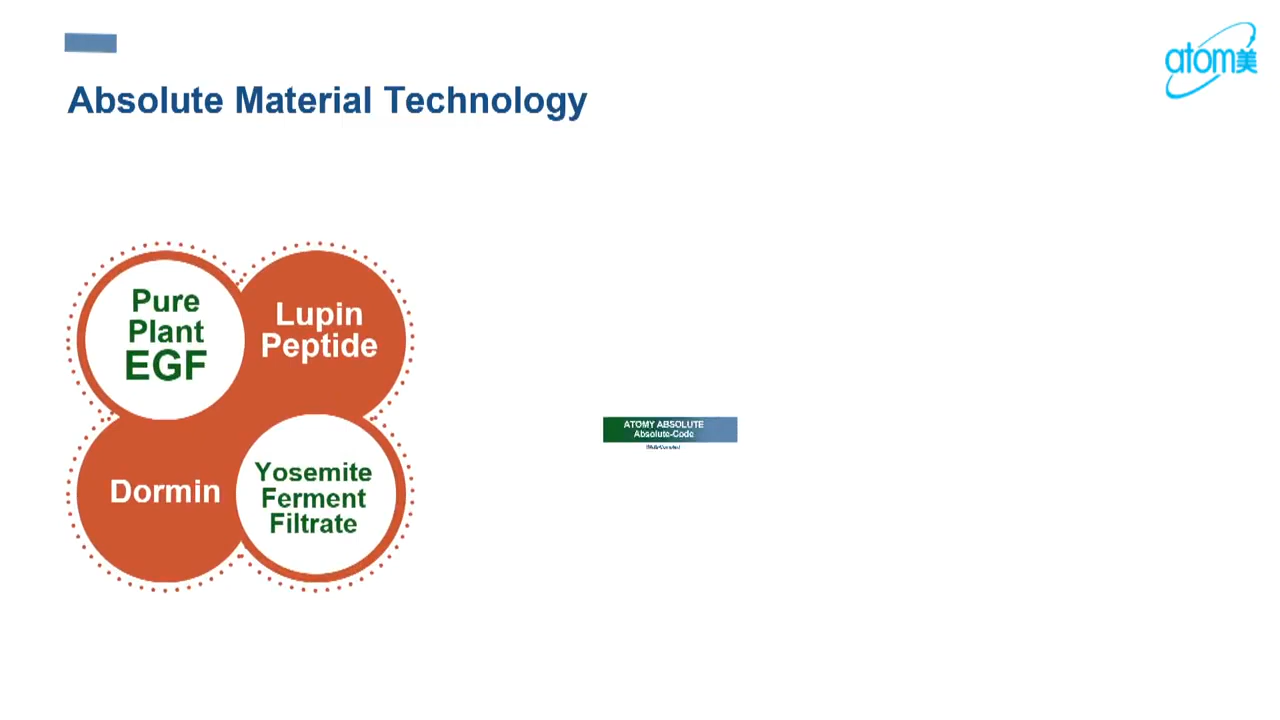 atom美
Absolute Material Technology
Pure
Plant
EGF
Lupin
Peptide
Dormin
Yosemite
Ferment
Filtrate
ATOMY ABSOLUTE
Absolute-Code